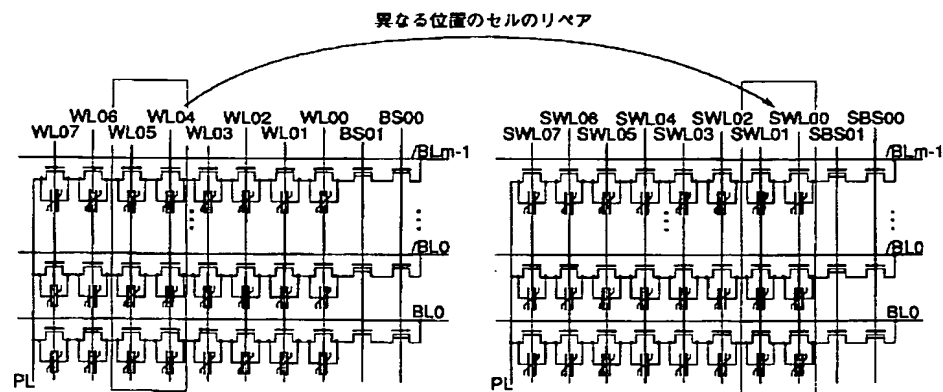 異なる位置のセルのリペア
WL07 WL06 WL05 WL04 WL03 WL02 WL01 WL00 BS01 BS00
SWL07 SWL06 SWL05 SWL04 SWL03 SWL02 SWL01 SWL00 SBS01 SBS00
/BLm-1 /BLm-1
/BL0 /BL0
BL0 BL0
PL PL